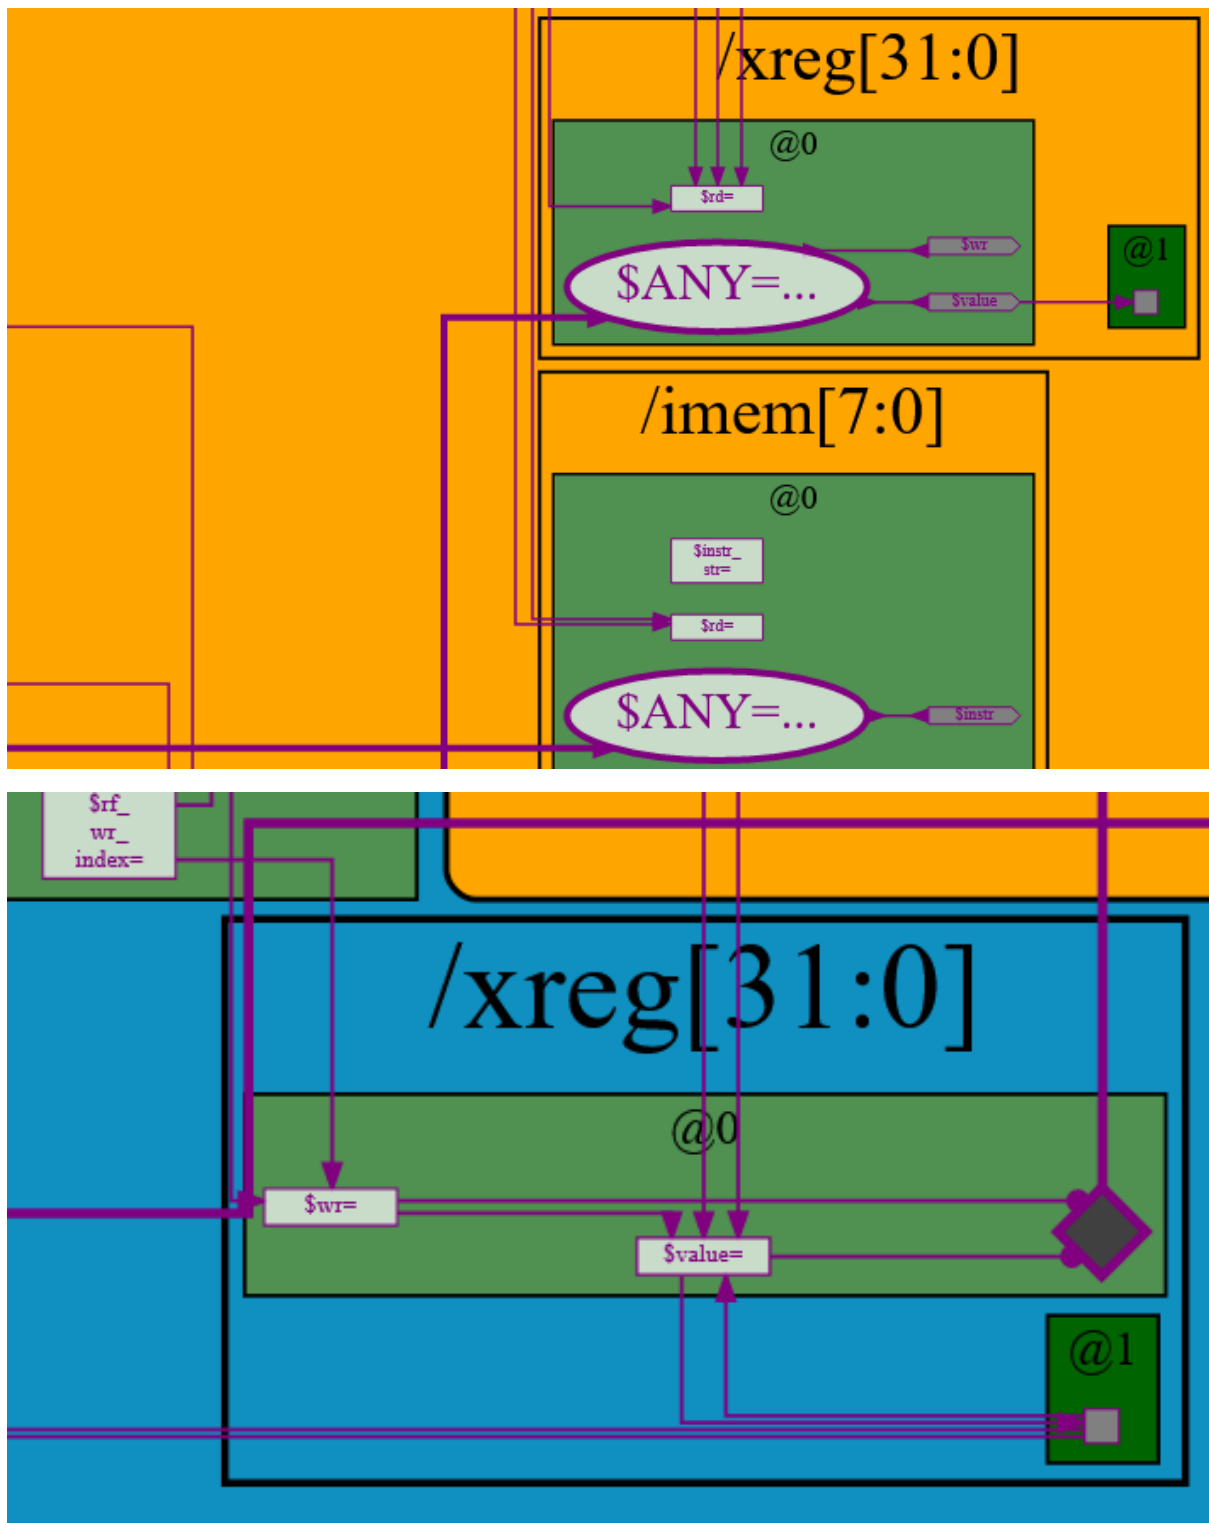 /xreg[31:0]
@0
$rd=
$wr
@1
$ANY=...
$value
/imem[7:0]
@0
$instr_
str=
$rd=
$ANY=...
$instr
$rf_
wr_
index=
/xreg[31:0]
@0
$wr=
$value=
@1